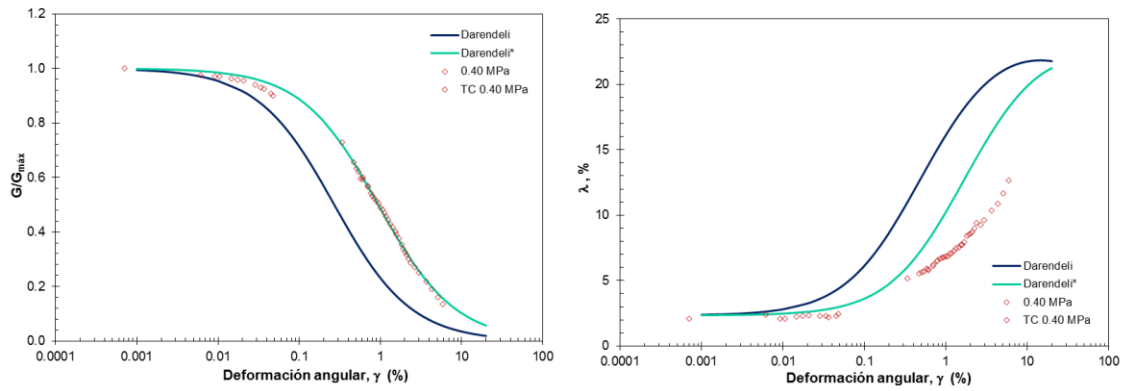 1.2
1.0
0.8
0.6
0.4
0.2
0.0
G/Gmáx
0.0001
0.001
0.01
0.1
1
10
100
Deformación angular, γ (%)
Darendeli
Darendeli*
0.40 MPa
TC 0.40 MPa
25
20
15
10
5
0
λ , %
0.0001
0.001
0.01
0.1
1
10
100
Deformación angular, γ (%)
Darendeli
Darendeli*
0.40 MPa
TC 0.40 MPa